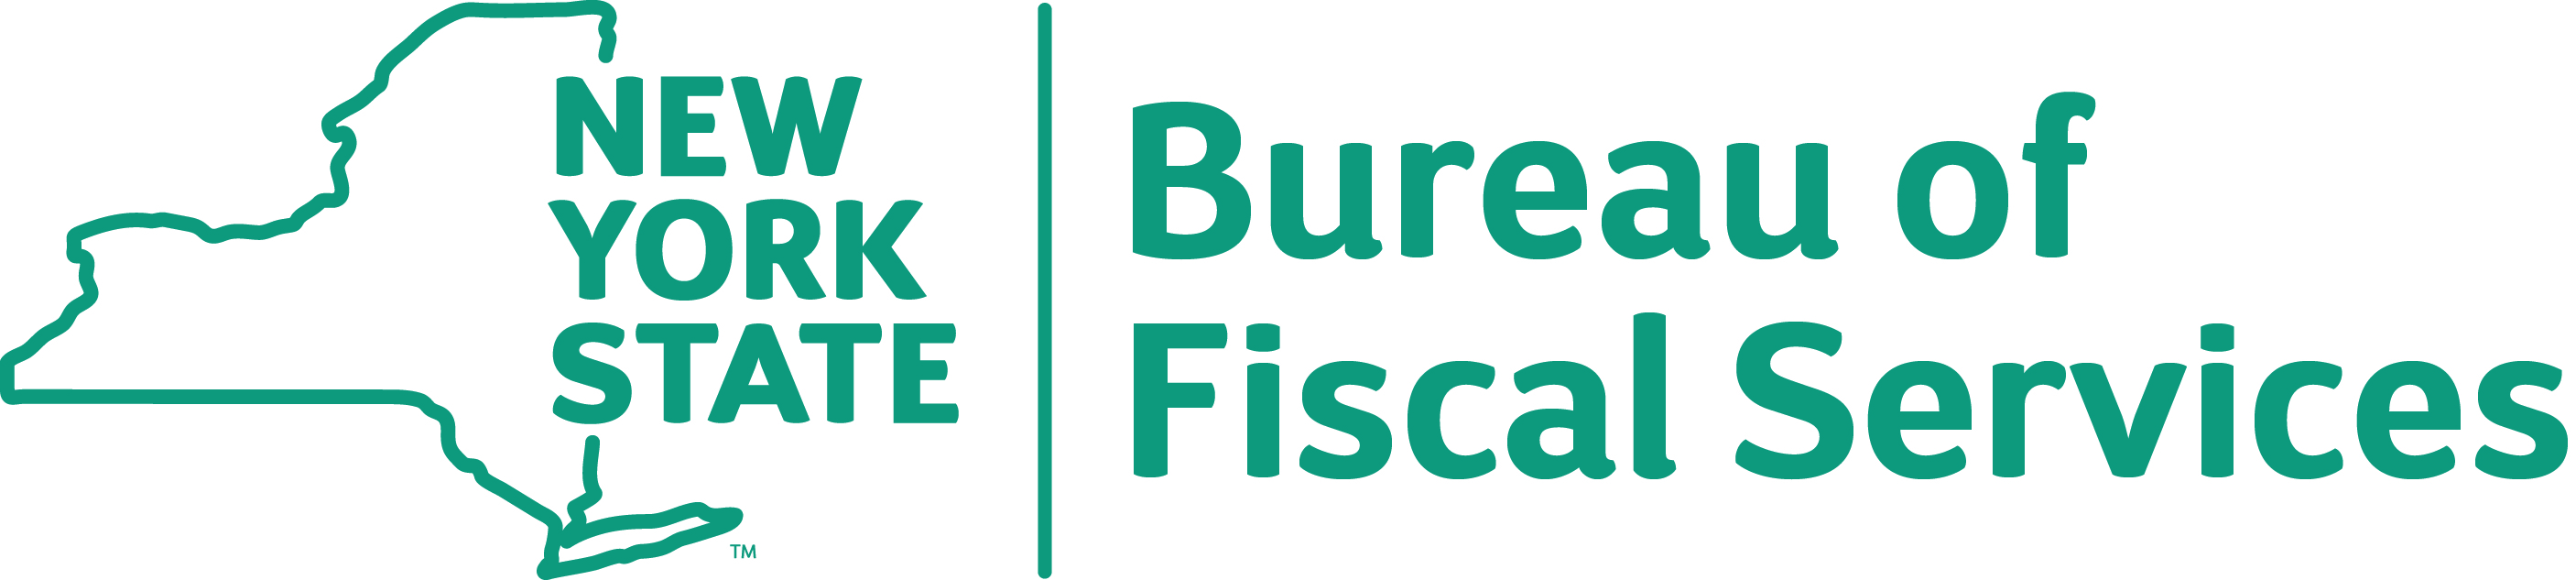 NEW
YORK
STATE
TM
Bureau of
Fiscal Services